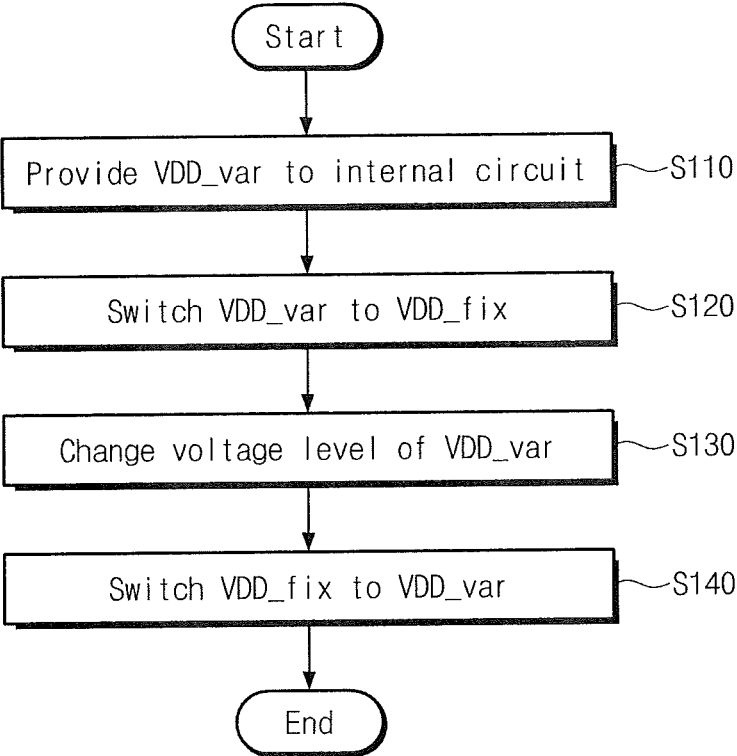 Start
Provide VDD_var to internal circuit
S110
Switch VDD_var to VDD_fix
S120
Change voltage level of VDD_var
S130
Switch VDD_fix to VDD_var
S140
End